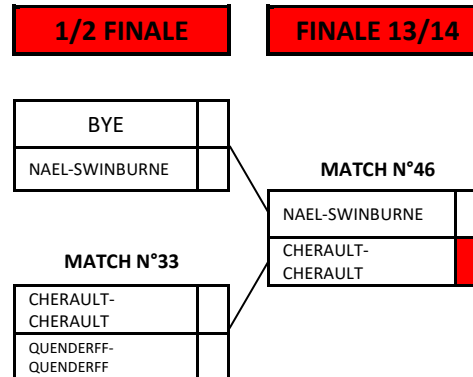 1/2 FINALE
FINALE 13/14
BYE
NAEL-SWINBURNE
MATCH N°46
NAEL-SWINBURNE
CHERAULT-
CHERAULT
MATCH N°33
CHERAULT-
CHERAULT
QUENDERFF-
QUENDERFF